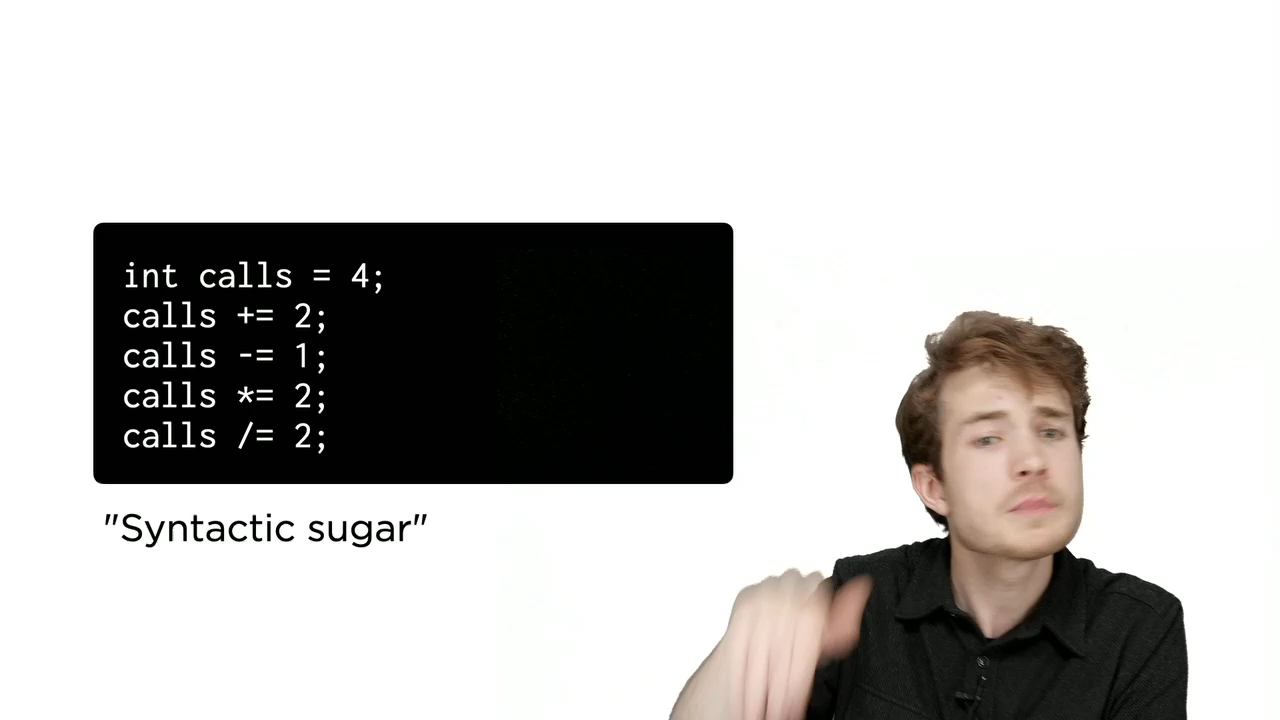 int calls = 4;
calls += 2;
calls -= 1;
calls *= 2;
calls /= 2;
"Syntactic sugar"